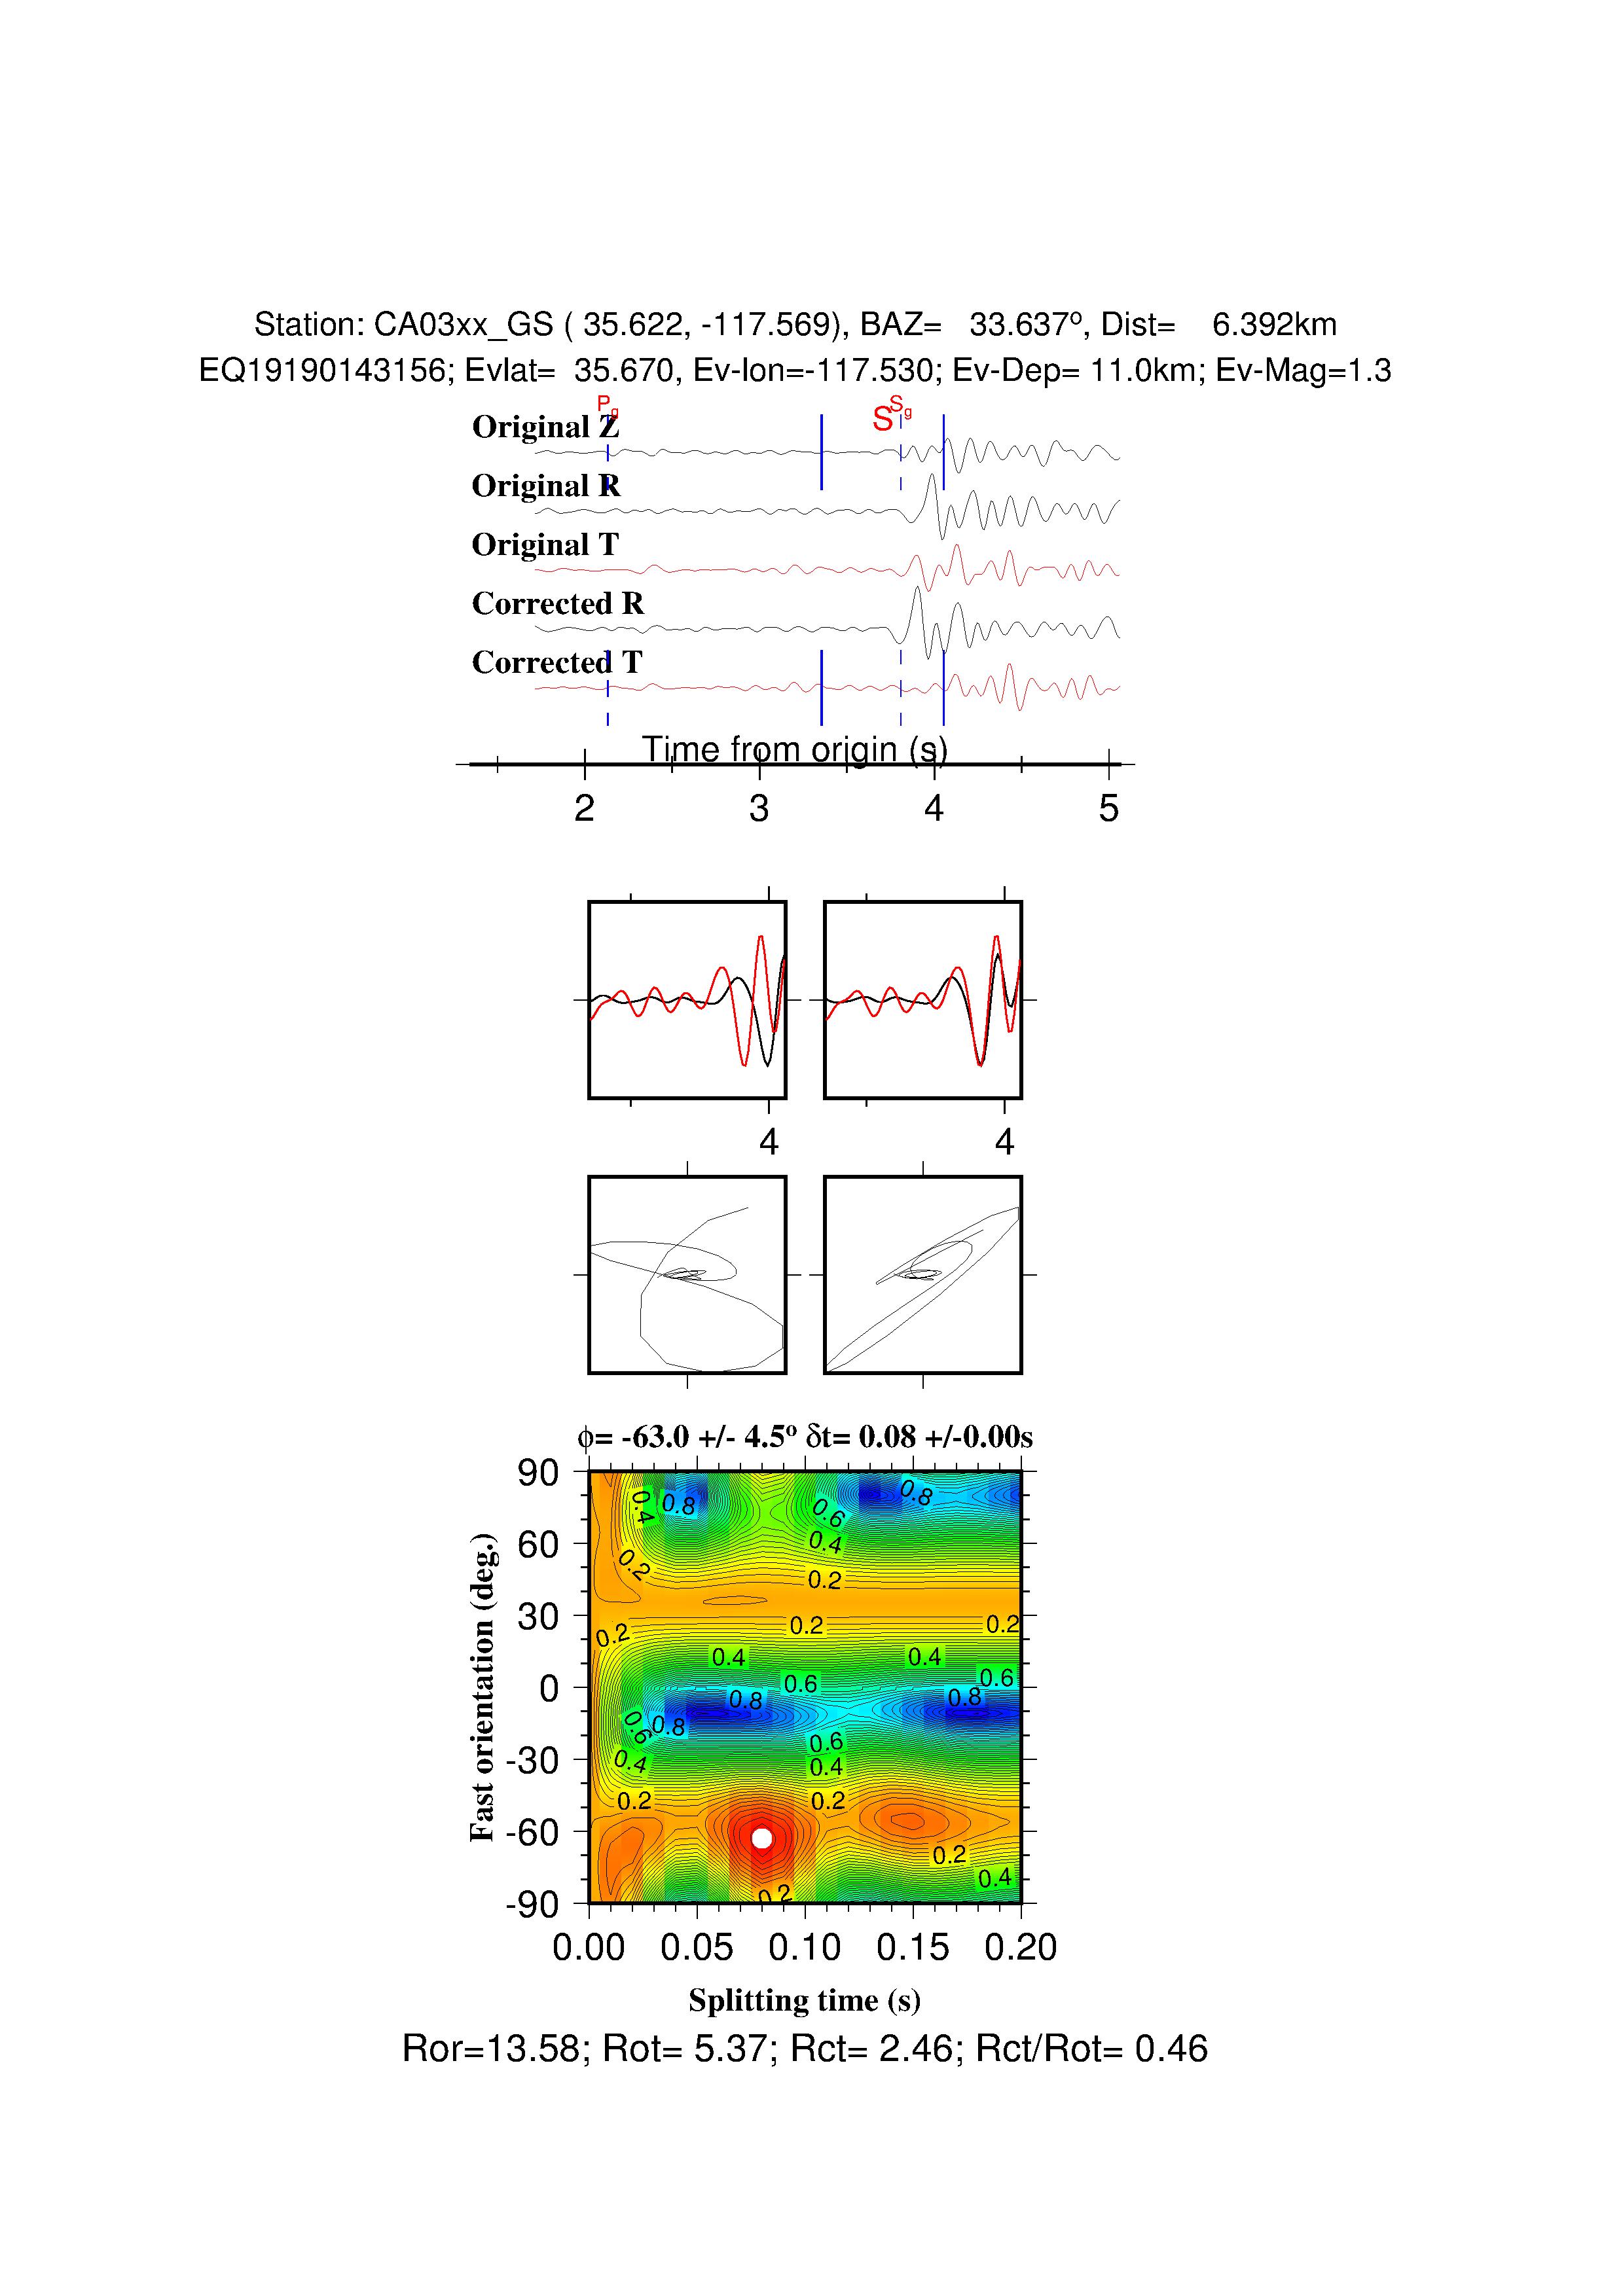 Station: CA03xx_GS ( 35.622, -117.569), BAZ= 33.637º, Dist= 6.392km
EQ19190143156; Evlat= 35.670, Ev-lon=-117.530; Ev-Dep= 11.0km; Ev-Mag=1.3
Pg S Sg
Original Z
Original R
Original T
Corrected R
Corrected T
Time from origin (s)
2 3 4 5
4 4
ϕ= -63.0 +/- 4.5º δt= 0.08 +/-0.00s
Fast orientation (deg.)
90
60
30
0
-30
-60
-90
0.4 0.8 0.6 0.8
0.4
0.2 0.2
0.2 0.2 0.2
0.4 0.4
0.6 0.6
0.8 0.8
0.6 0.8 0.6
0.4 0.4
0.2 0.2
0.2
0.4
0.2
0.00 0.05 0.10 0.15 0.20
Splitting time (s)
Ror=13.58; Rot= 5.37; Rct= 2.46; Rct/Rot= 0.46